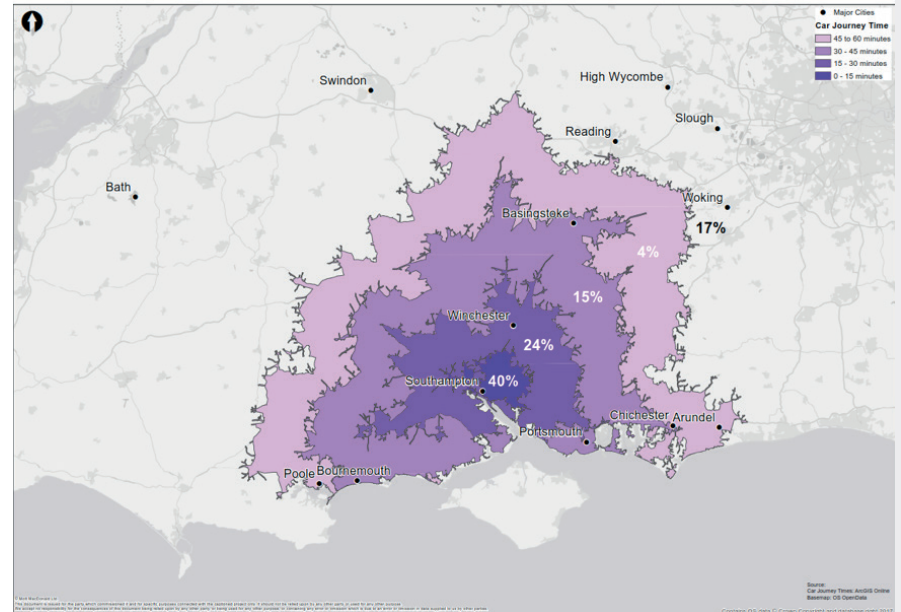 Major Cities
Car Journey Time
45 to 60 minutes
30 - 45 minutes
15 - 30 minutes
0 - 15 minutes
Swindon
High Wycombe
Slough
Reading
Bath
Woking
17%
Basingstoke
4%
15%
Winchester
24%
Southampton
40%
Chichester
Arundel
Portsmouth
Poole
Bournemouth
Source:
Car Journey Times: ArcGIS Online
Basemap: OS OpenData